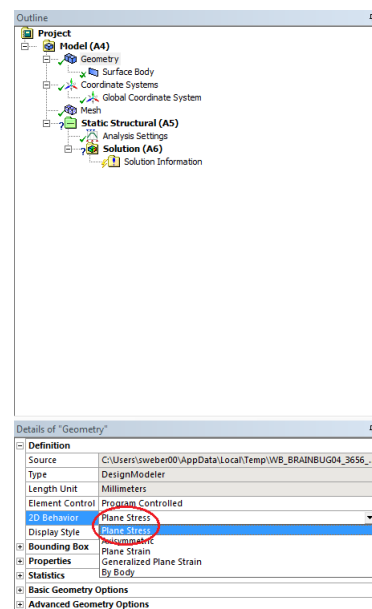 Outline
Project
Model (A4)
Geometry
Surface Body
Coordinate Systems
Global Coordinate System
Mesh
Static Structural (A5)
Analysis Settings
Solution (A6)
Solution Information
Details of "Geometry"
Definition
Source C:\Users\sweber00\AppData\Local\Temp\WB_BRAINBUG04_3656_...
Type DesignModeler
Length Unit Millimeters
Element Control Program Controlled
2D Behavior Plane Stress
Display Style Plane Stress
Axisymmetric
Bounding Box Plane Strain
Properties Generalized Plane Strain
Statistics By Body
Basic Geometry Options
Advanced Geometry Options